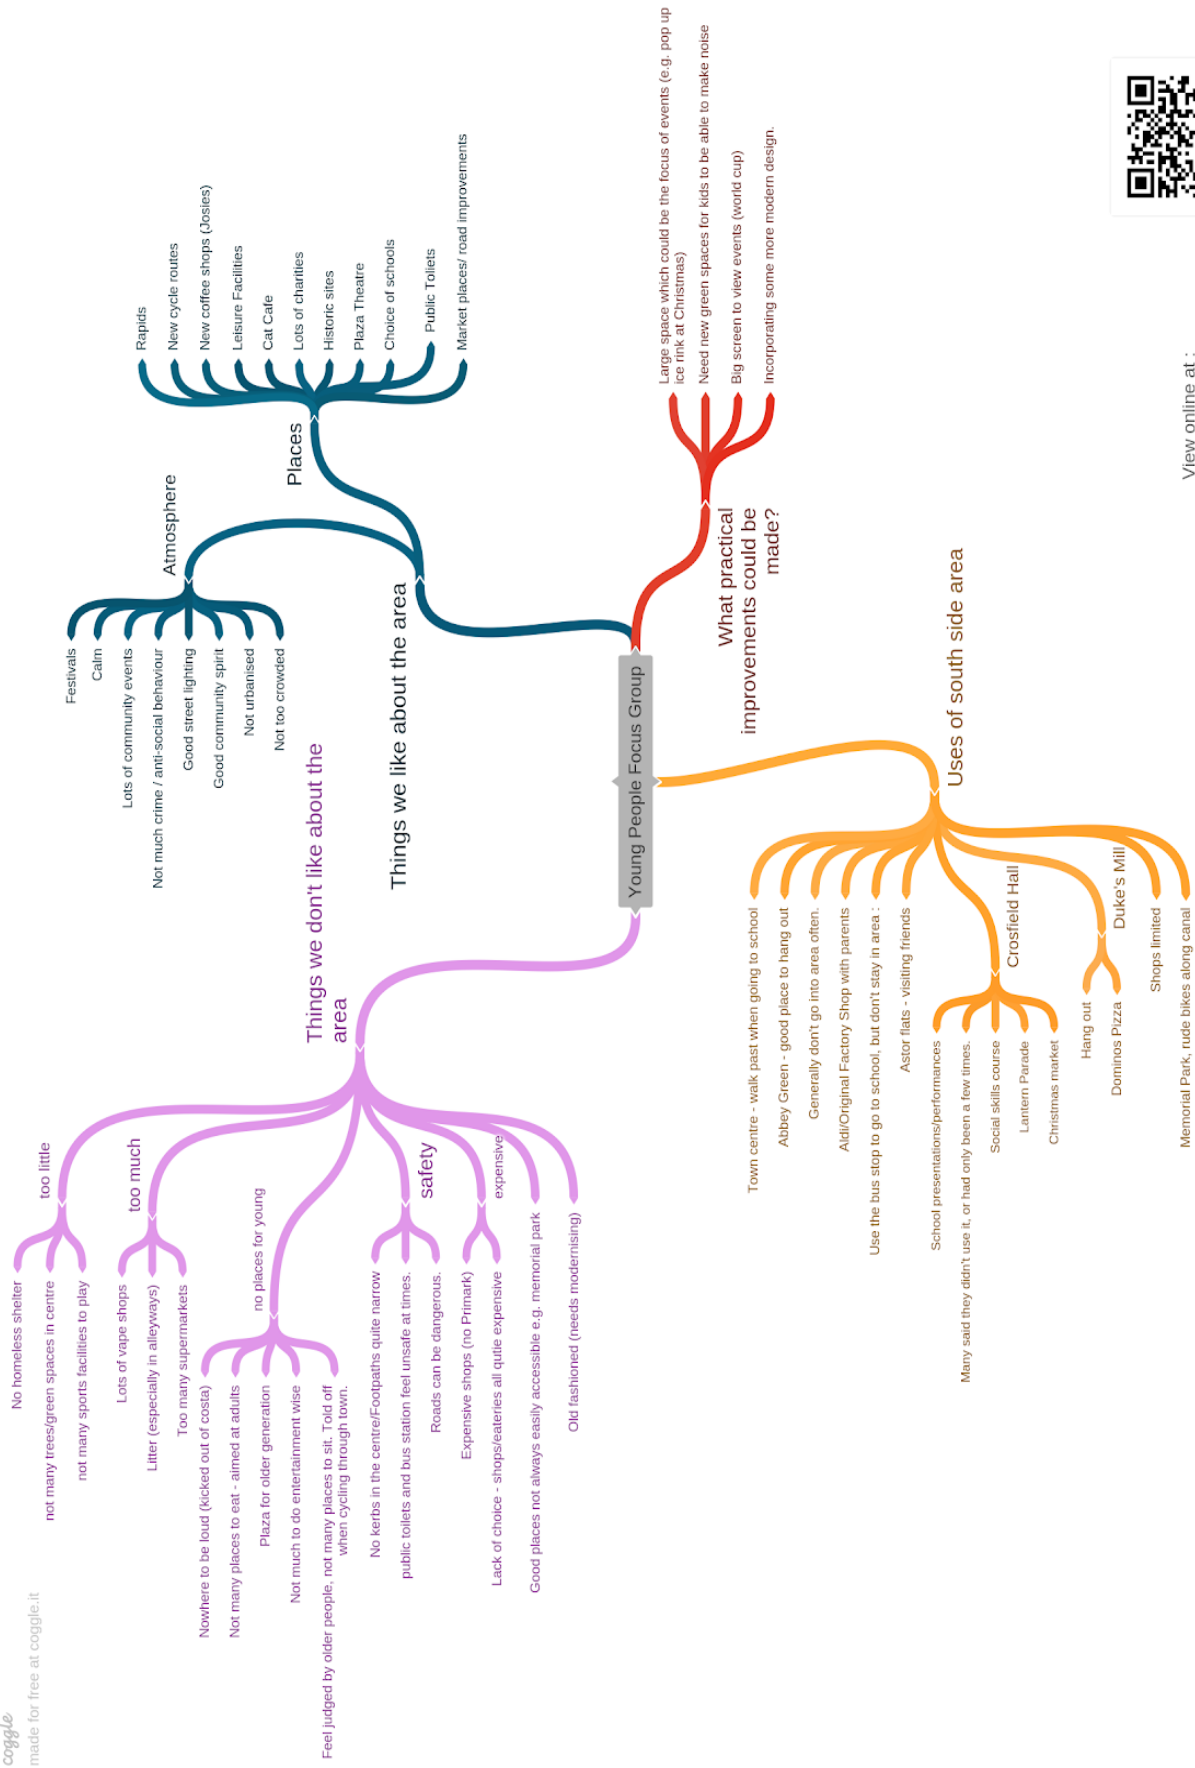 coggle
made for free at coggle.it
Young People Focus Group
Things we don't like about the
area
too little
No homeless shelter
not many trees/green spaces in centre
not many sports facilities to play
too much
Lots of vape shops
Litter (especially in alleyways)
Too many supermarkets
no places for young
Nowhere to be loud (kicked out of costa)
Not many places to eat - aimed at adults
Plaza for older generation
Not much to do entertainment wise
Feel judged by older people, not many places to sit. Told off
when cycling through town.
safety
No kerbs in the centre/Footpaths quite narrow
public toilets and bus station feel unsafe at times.
Roads can be dangerous.
expensive
Expensive shops (no Primark)
Lack of choice - shops/eateries all qutie expensive
Good places not always easily accessible e.g. memorial park
Old fashioned (needs modernising)
Things we like about the area
Atmosphere
Festivals
Calm
Lots of community events
Not much crime / anti-social behaviour
Good street lighting
Good community spirit
Not urbanised
Not too crowded
Places
Rapids
New cycle routes
New coffee shops (Josies)
Leisure Facilities
Cat Cafe
Lots of charities
Historic sites
Plaza Theatre
Choice of schools
Public Toliets
Market places/ road improvements
What practical
improvements could be
made?
Large space which could be the focus of events (e.g. pop up
ice rink at Christmas)
Need new green spaces for kids to be able to make noise
Big screen to view events (world cup)
Incorporating some more modern design.
Uses of south side area
Town centre - walk past when going to school
Abbey Green - good place to hang out
Generally don't go into area often.
Aldi/Original Factory Shop with parents
Use the bus stop to go to school, but don't stay in area :
Astor flats - visiting friends
Crosfield Hall
School presentations/performances
Many said they didn't use it, or had only been a few times.
Social skills course
Lantern Parade
Christmas market
Duke's Mill
Hang out
Dominos Pizza
Shops limited
Memorial Park, rude bikes along canal
View online at :